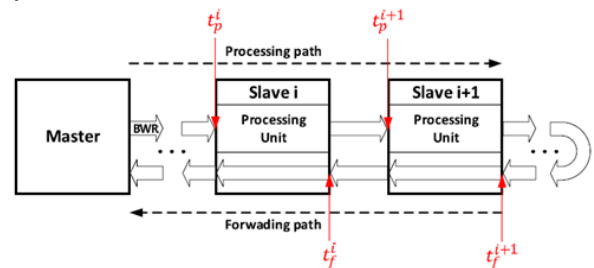 t_p^i
t_p^{i+1}
Processing path
Slave i
Slave i+1
Master
BWR
Processing
Unit
Processing
Unit
Forwading path
t_f^i
t_f^{i+1}